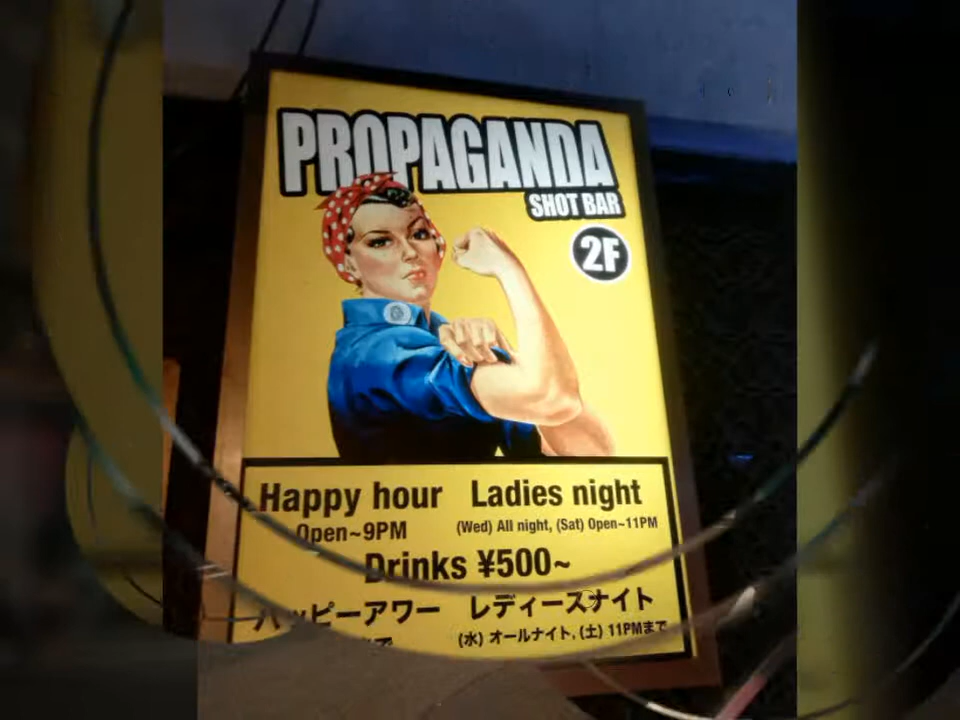 PROPAGANDA
SHOT BAR
2F
Happy hour Ladies night
Open~9PM (Wed) All night, (Sat) Open~11PM
Drinks ¥500~
ハッピーアワー レディースナイト
(水) オールナイト, (土) 11PMまで